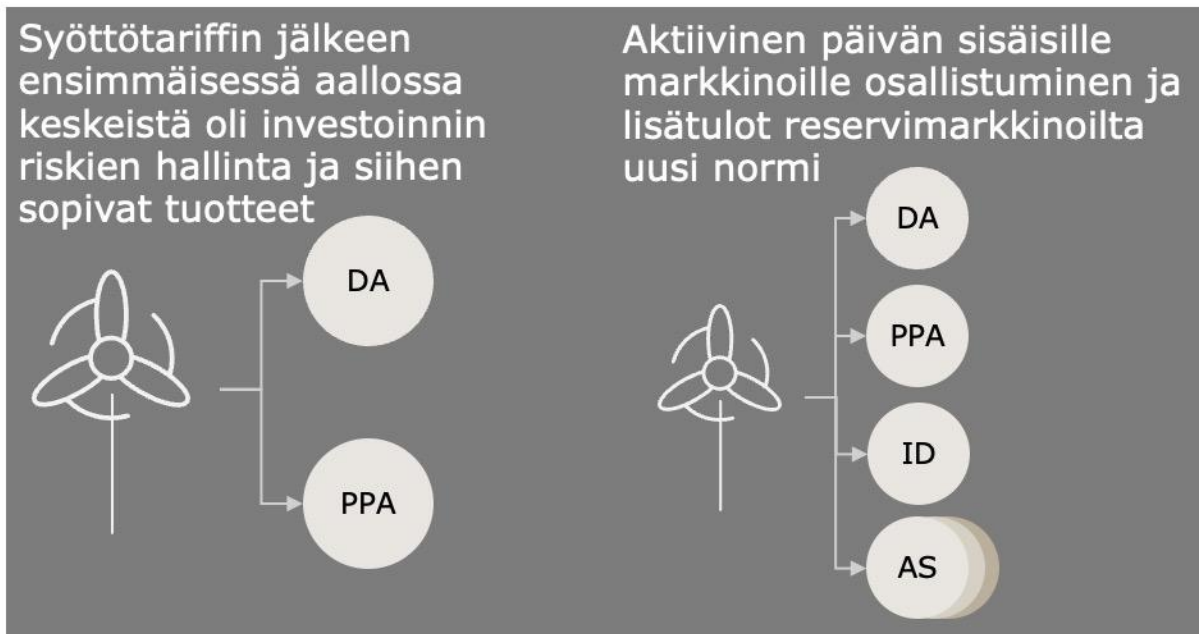 Syöttötariffin jälkeen
ensimmäisessä aallossa
keskeistä oli investoinnin
riskien hallinta ja siihen
sopivat tuotteet
DA
PPA
Aktiivinen päivän sisäisille
markkinoille osallistuminen ja
lisätulot reservimarkkinoilta
uusi normi
DA
PPA
ID
AS